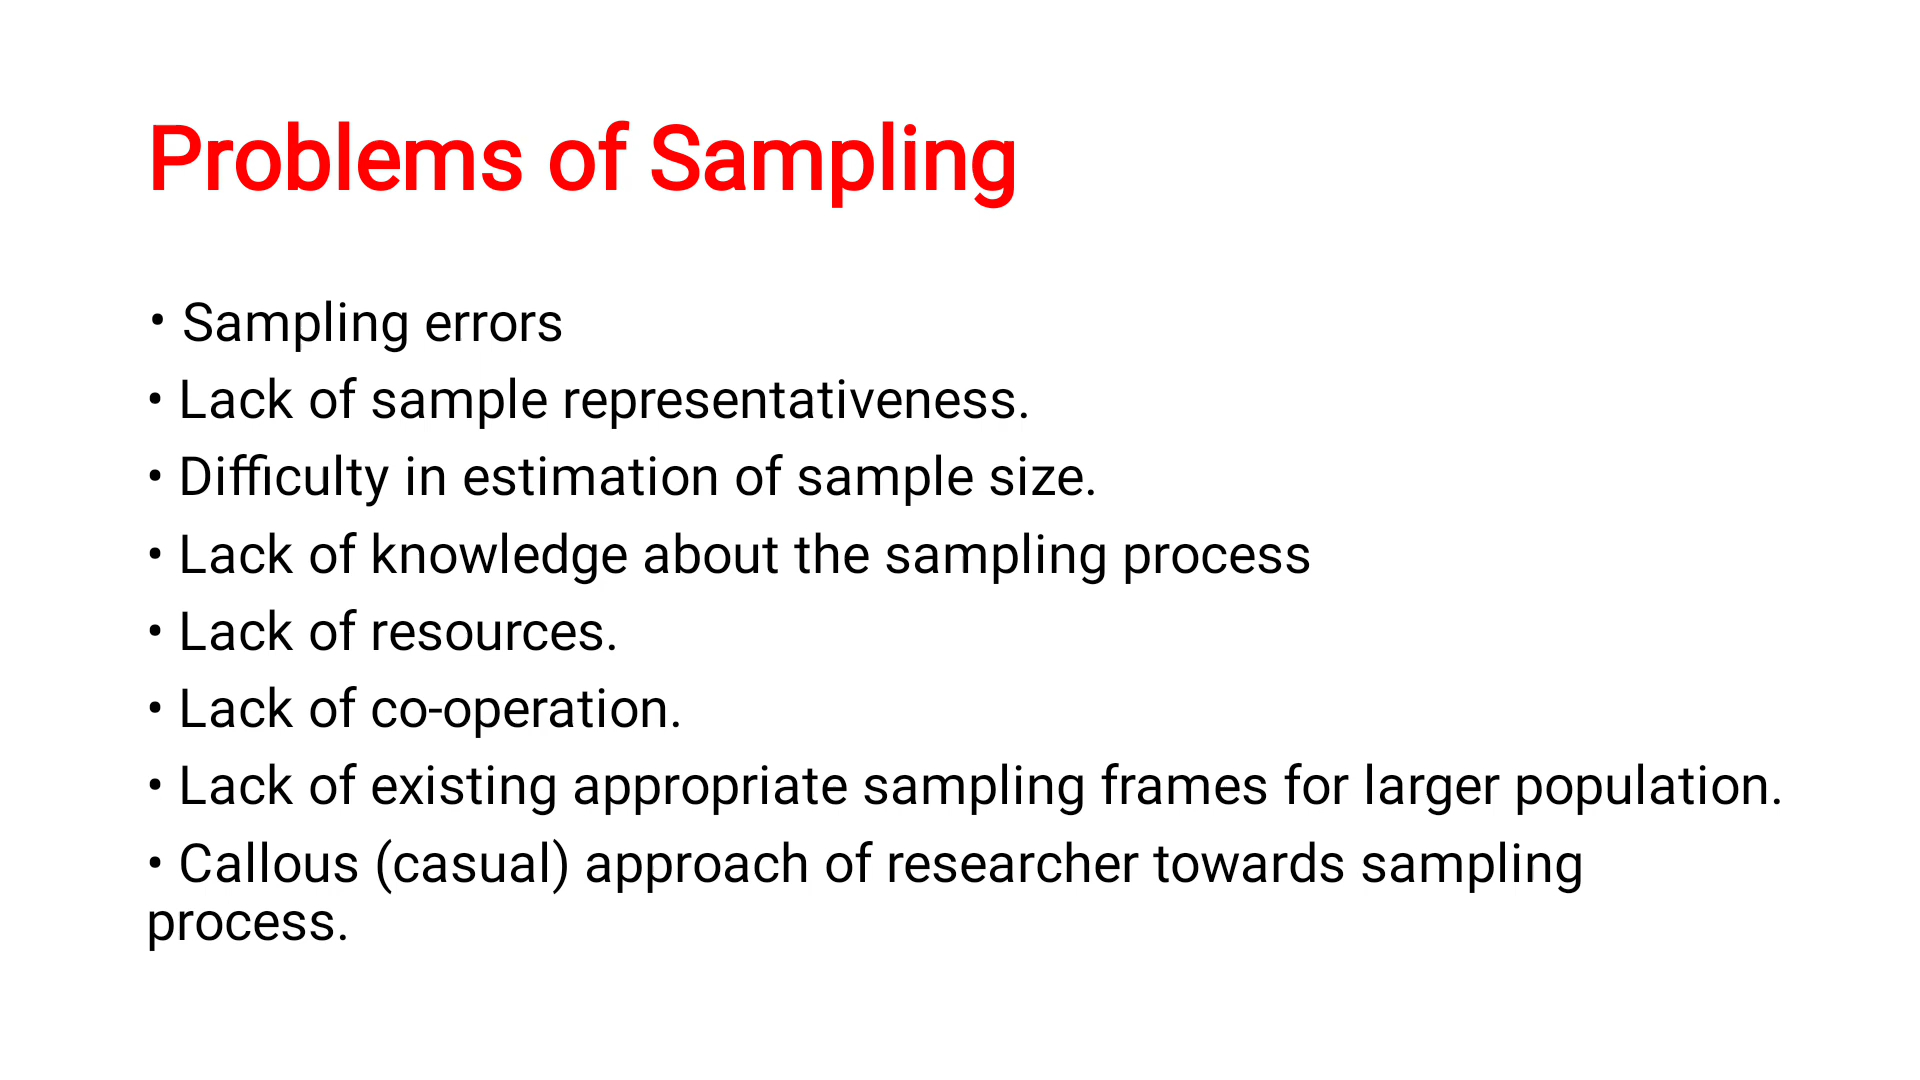 Problems of Sampling
• Sampling errors
• Lack of sample representativeness.
• Difficulty in estimation of sample size.
• Lack of knowledge about the sampling process
• Lack of resources.
• Lack of co-operation.
• Lack of existing appropriate sampling frames for larger population.
• Callous (casual) approach of researcher towards sampling
process.